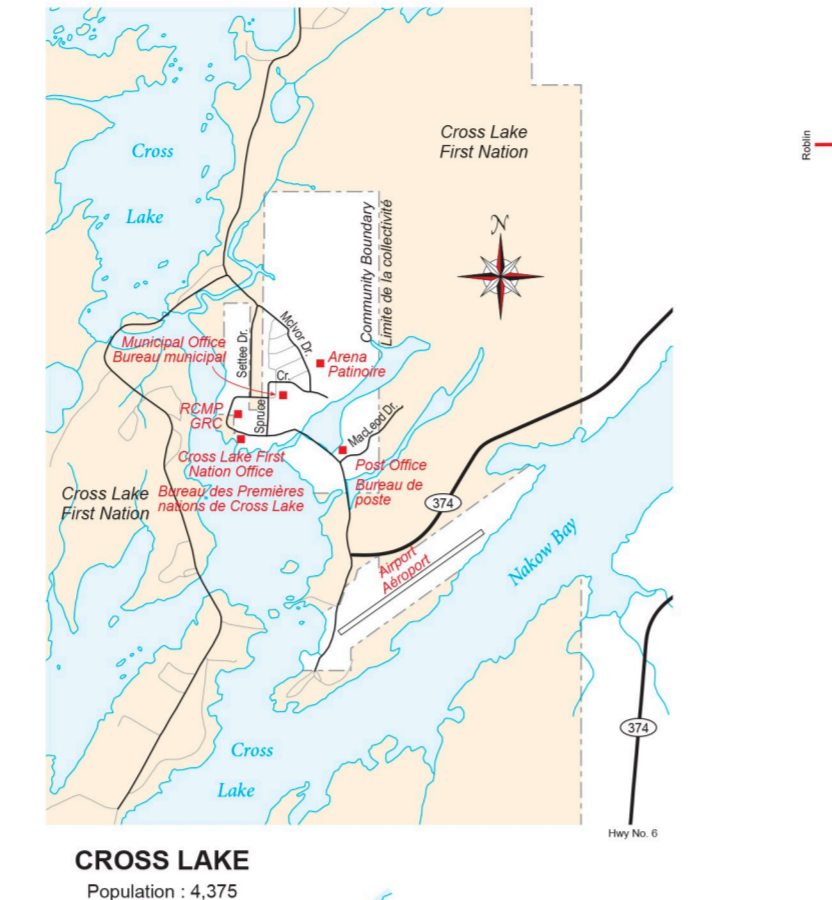 Cross Lake
First Nation
Roblin
Cross
Lake
N
Community Boundary
Limite de la collectivité
McIvor Dr.
Municipal Office
Bureau municipal
Settee Dr.
Arena
Patinoire
Cr.
Spruce
RCMP
GRC
MacLeod Dr.
Cross Lake First
Nation Office
Bureau des Premières
nations de Cross Lake
Post Office
Bureau de
poste
Cross Lake
First Nation
374
Airport
Aéroport
Nakow Bay
374
Cross
Lake
Hwy No. 6
CROSS LAKE
Population : 4,375